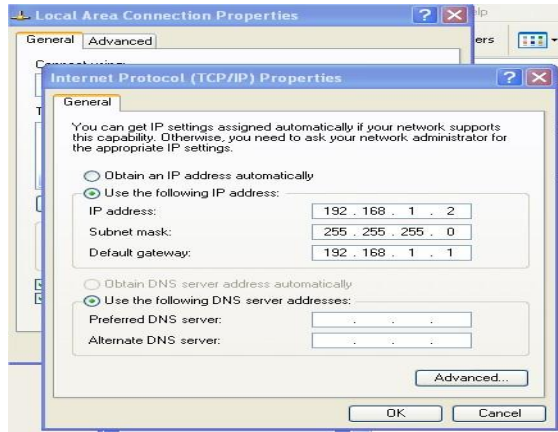 Local Area Connection Properties
General Advanced
Internet Protocol (TCP/IP) Properties
General
You can get IP settings assigned automatically if your network supports
this capability. Otherwise, you need to ask your network administrator for
the appropriate IP settings.
Obtain an IP address automatically
Use the following IP address:
IP address: 192 . 168 . 1 . 2
Subnet mask: 255 . 255 . 255 . 0
Default gateway: 192 . 168 . 1 . 1
Obtain DNS server address automatically
Use the following DNS server addresses:
Preferred DNS server: . . .
Alternate DNS server: . . .
Advanced...
OK Cancel